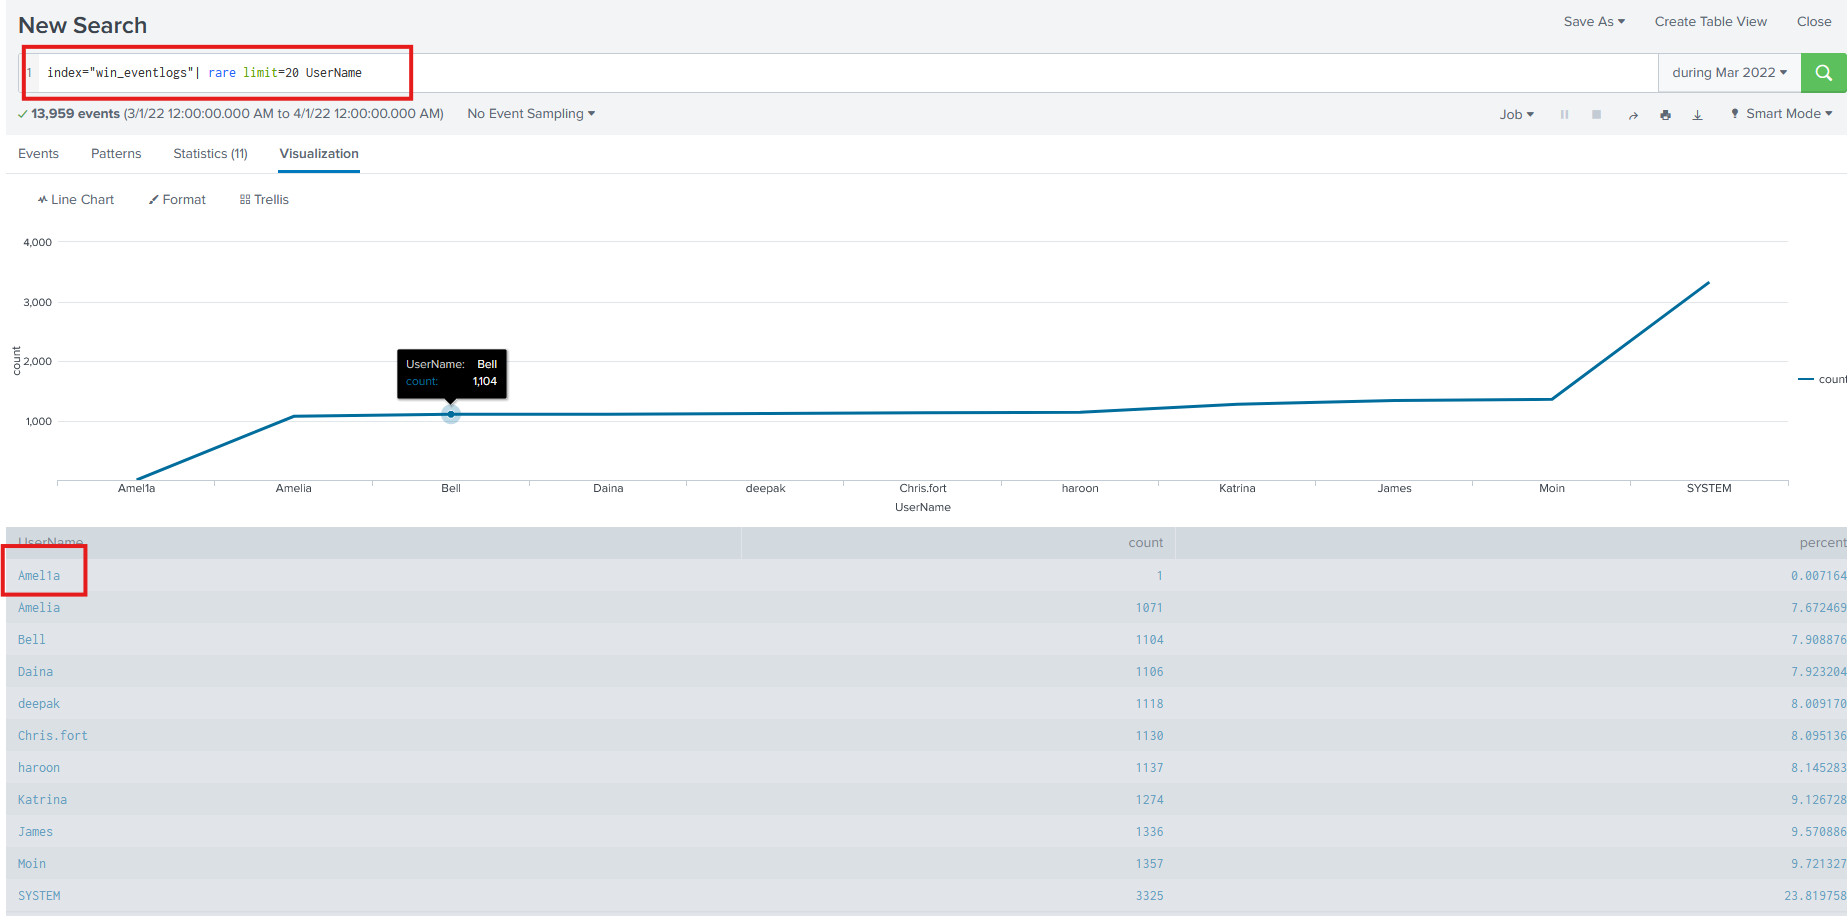 New Search
Save As Create Table View Close
1 index="win_eventlogs"| rare limit=20 UserName
during Mar 2022
13,959 events (3/1/22 12:00:00.000 AM to 4/1/22 12:00:00.000 AM) No Event Sampling
Job Smart Mode
Events Patterns Statistics (11) Visualization
Line Chart Format Trellis
4,000
3,000
2,000
1,000
count
UserName: Bell
count: 1,104
count
Amel1a Amelia Bell Daina deepak Chris.fort haroon Katrina James Moin SYSTEM
UserName
UserName count percent
Amel1a 1 0.007164
Amelia 1071 7.672469
Bell 1104 7.908876
Daina 1106 7.923204
deepak 1118 8.009170
Chris.fort 1130 8.095136
haroon 1137 8.145283
Katrina 1274 9.126728
James 1336 9.570886
Moin 1357 9.721327
SYSTEM 3325 23.819758